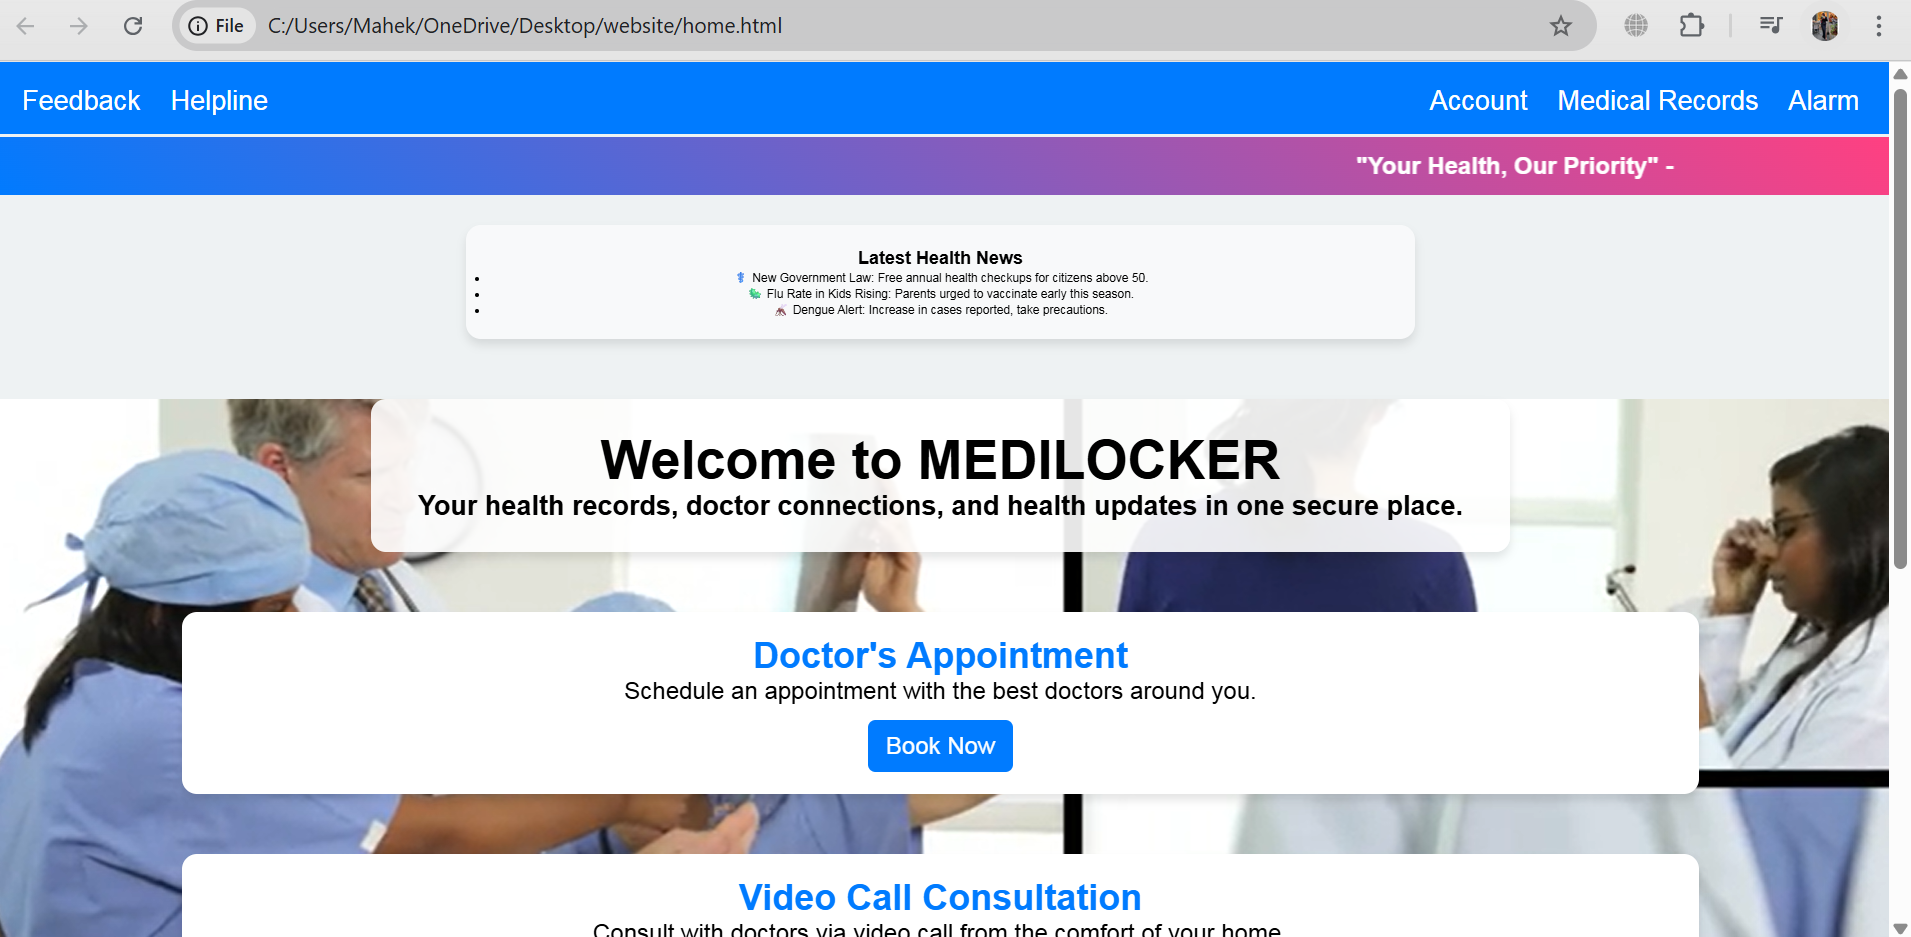 File C:/Users/Mahek/OneDrive/Desktop/website/home.html
Feedback Helpline Account Medical Records Alarm
"Your Health, Our Priority" -
Latest Health News
New Government Law: Free annual health checkups for citizens above 50.
Flu Rate in Kids Rising: Parents urged to vaccinate early this season.
Dengue Alert: Increase in cases reported, take precautions.
Welcome to MEDILOCKER
Your health records, doctor connections, and health updates in one secure place.
Doctor's Appointment
Schedule an appointment with the best doctors around you.
Book Now
Video Call Consultation
Consult with doctors via video call from the comfort of your home